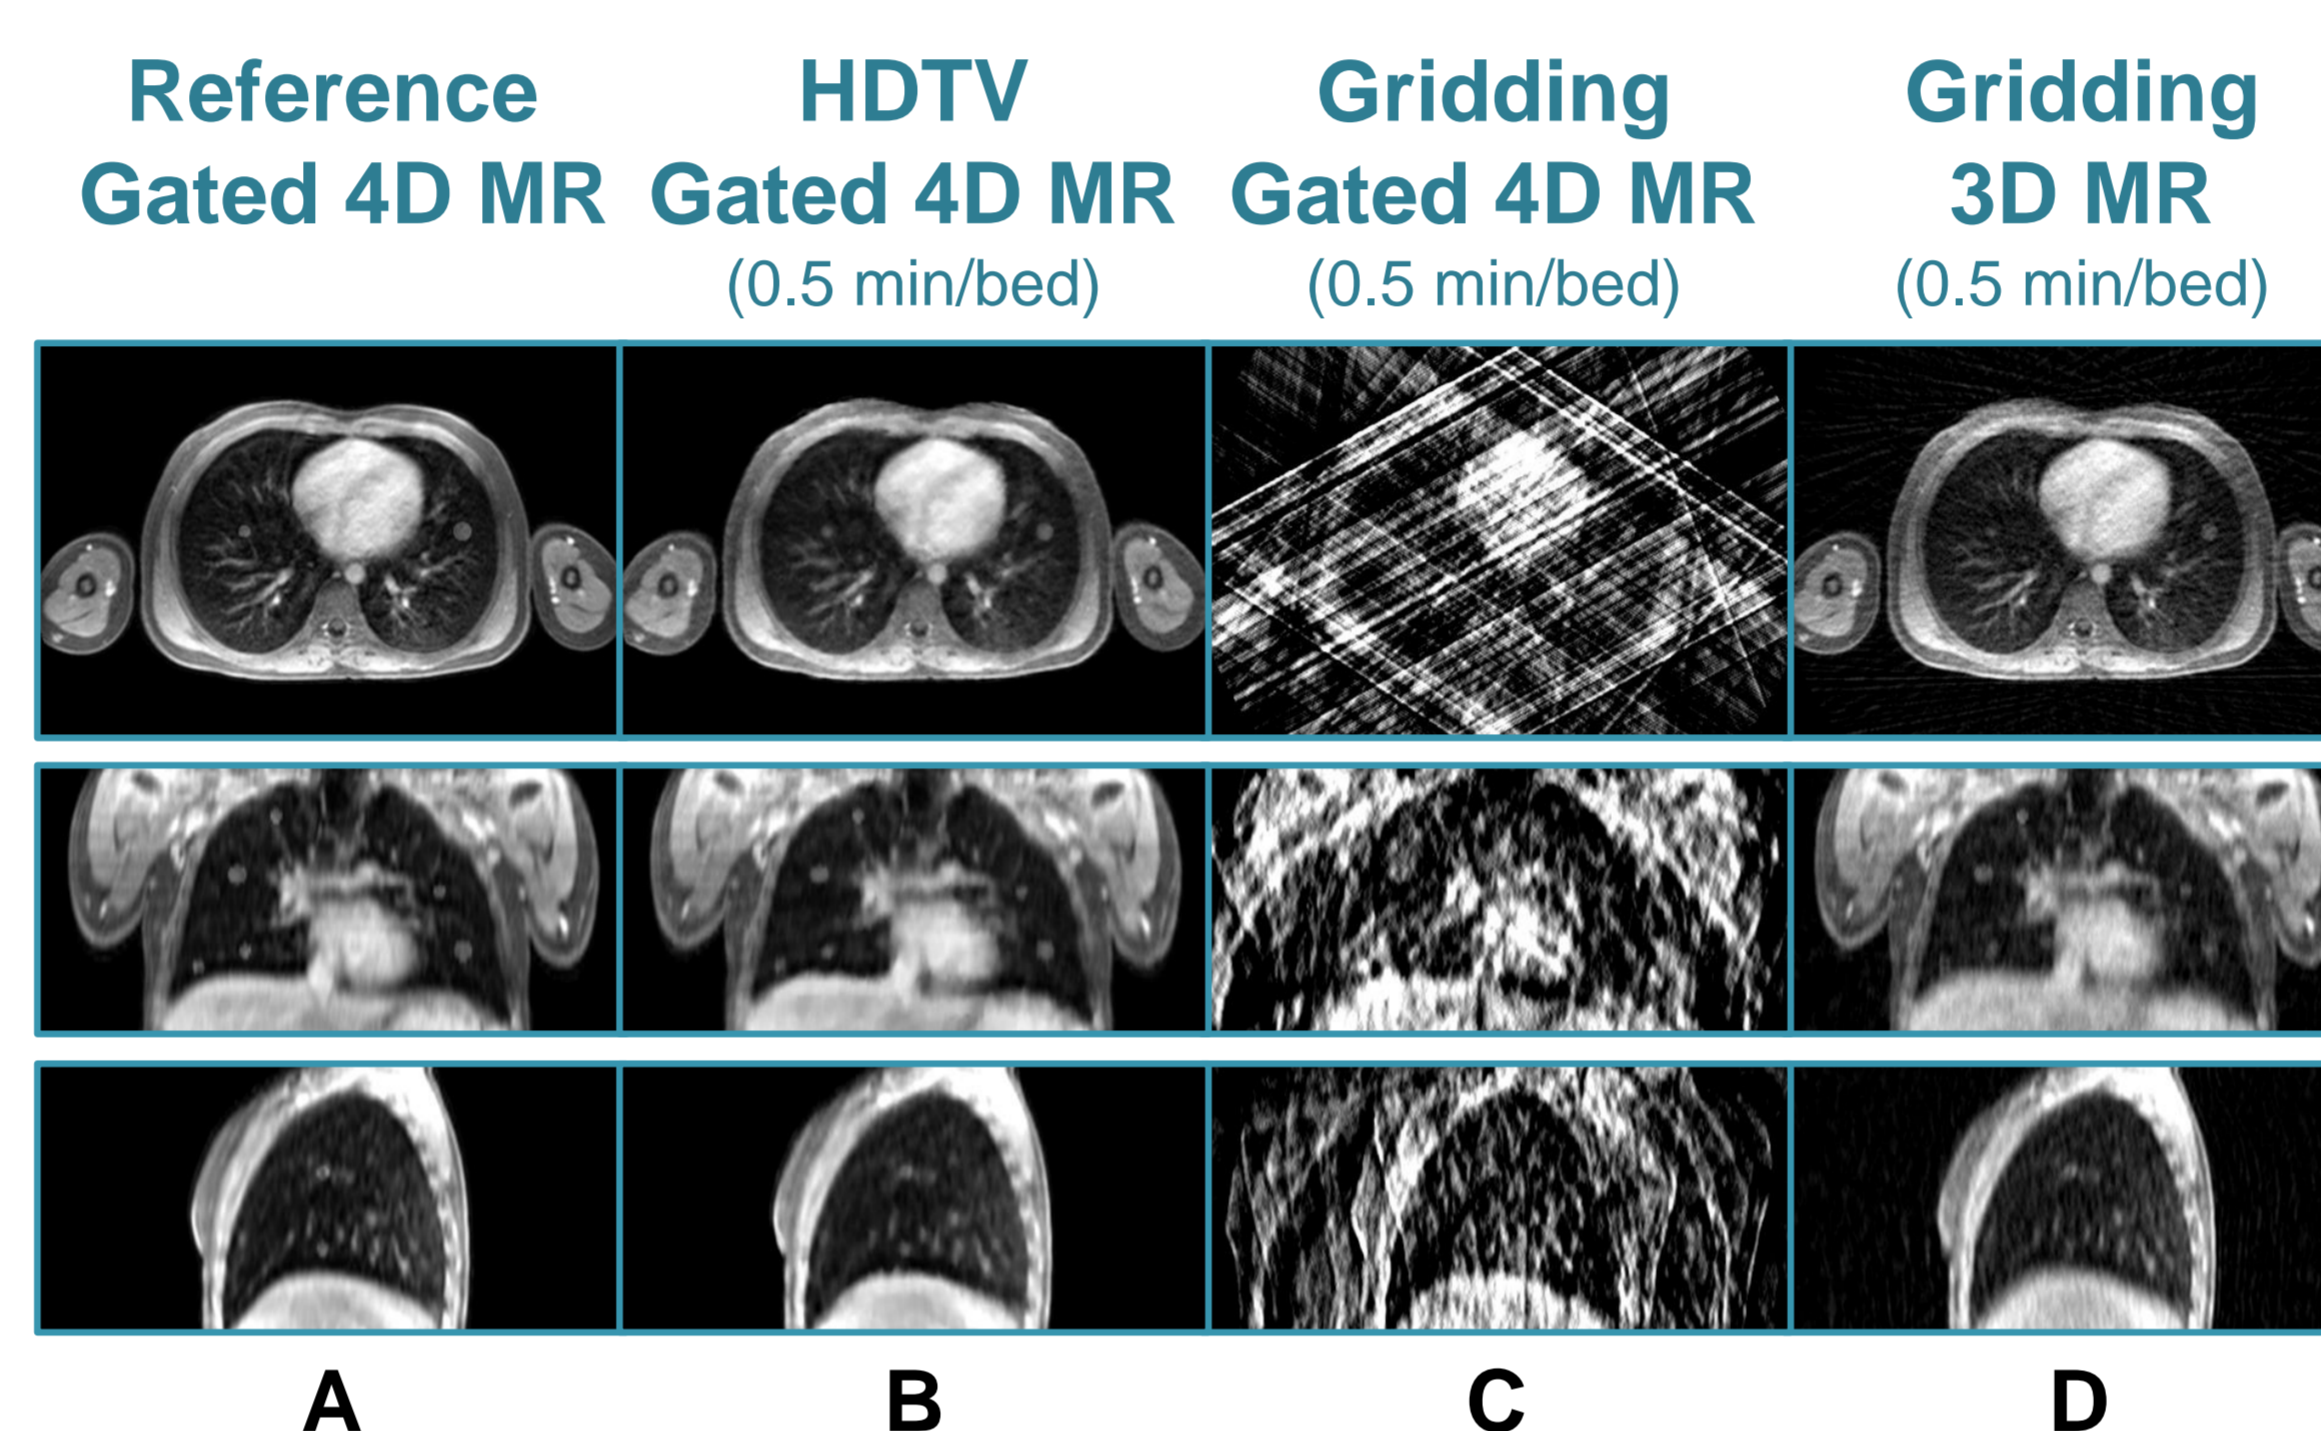 Reference
Gated 4D MR
HDTV
Gated 4D MR
(0.5 min/bed)
Gridding
Gated 4D MR
(0.5 min/bed)
Gridding
3D MR
(0.5 min/bed)
A
B
C
D